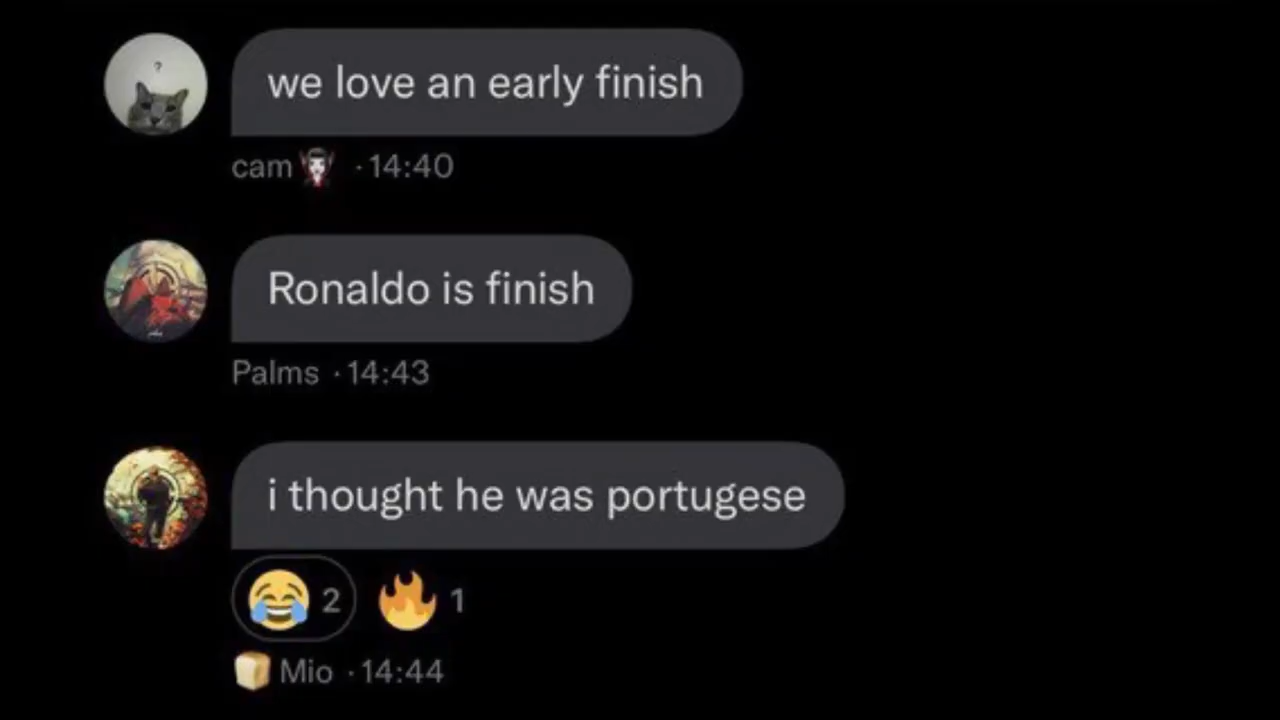 ?
we love an early finish
cam🧛🏻 · 14:40
Ronaldo is finish
Palms · 14:43
i thought he was portugese
😂 2 🔥 1
🍞 Mio · 14:44